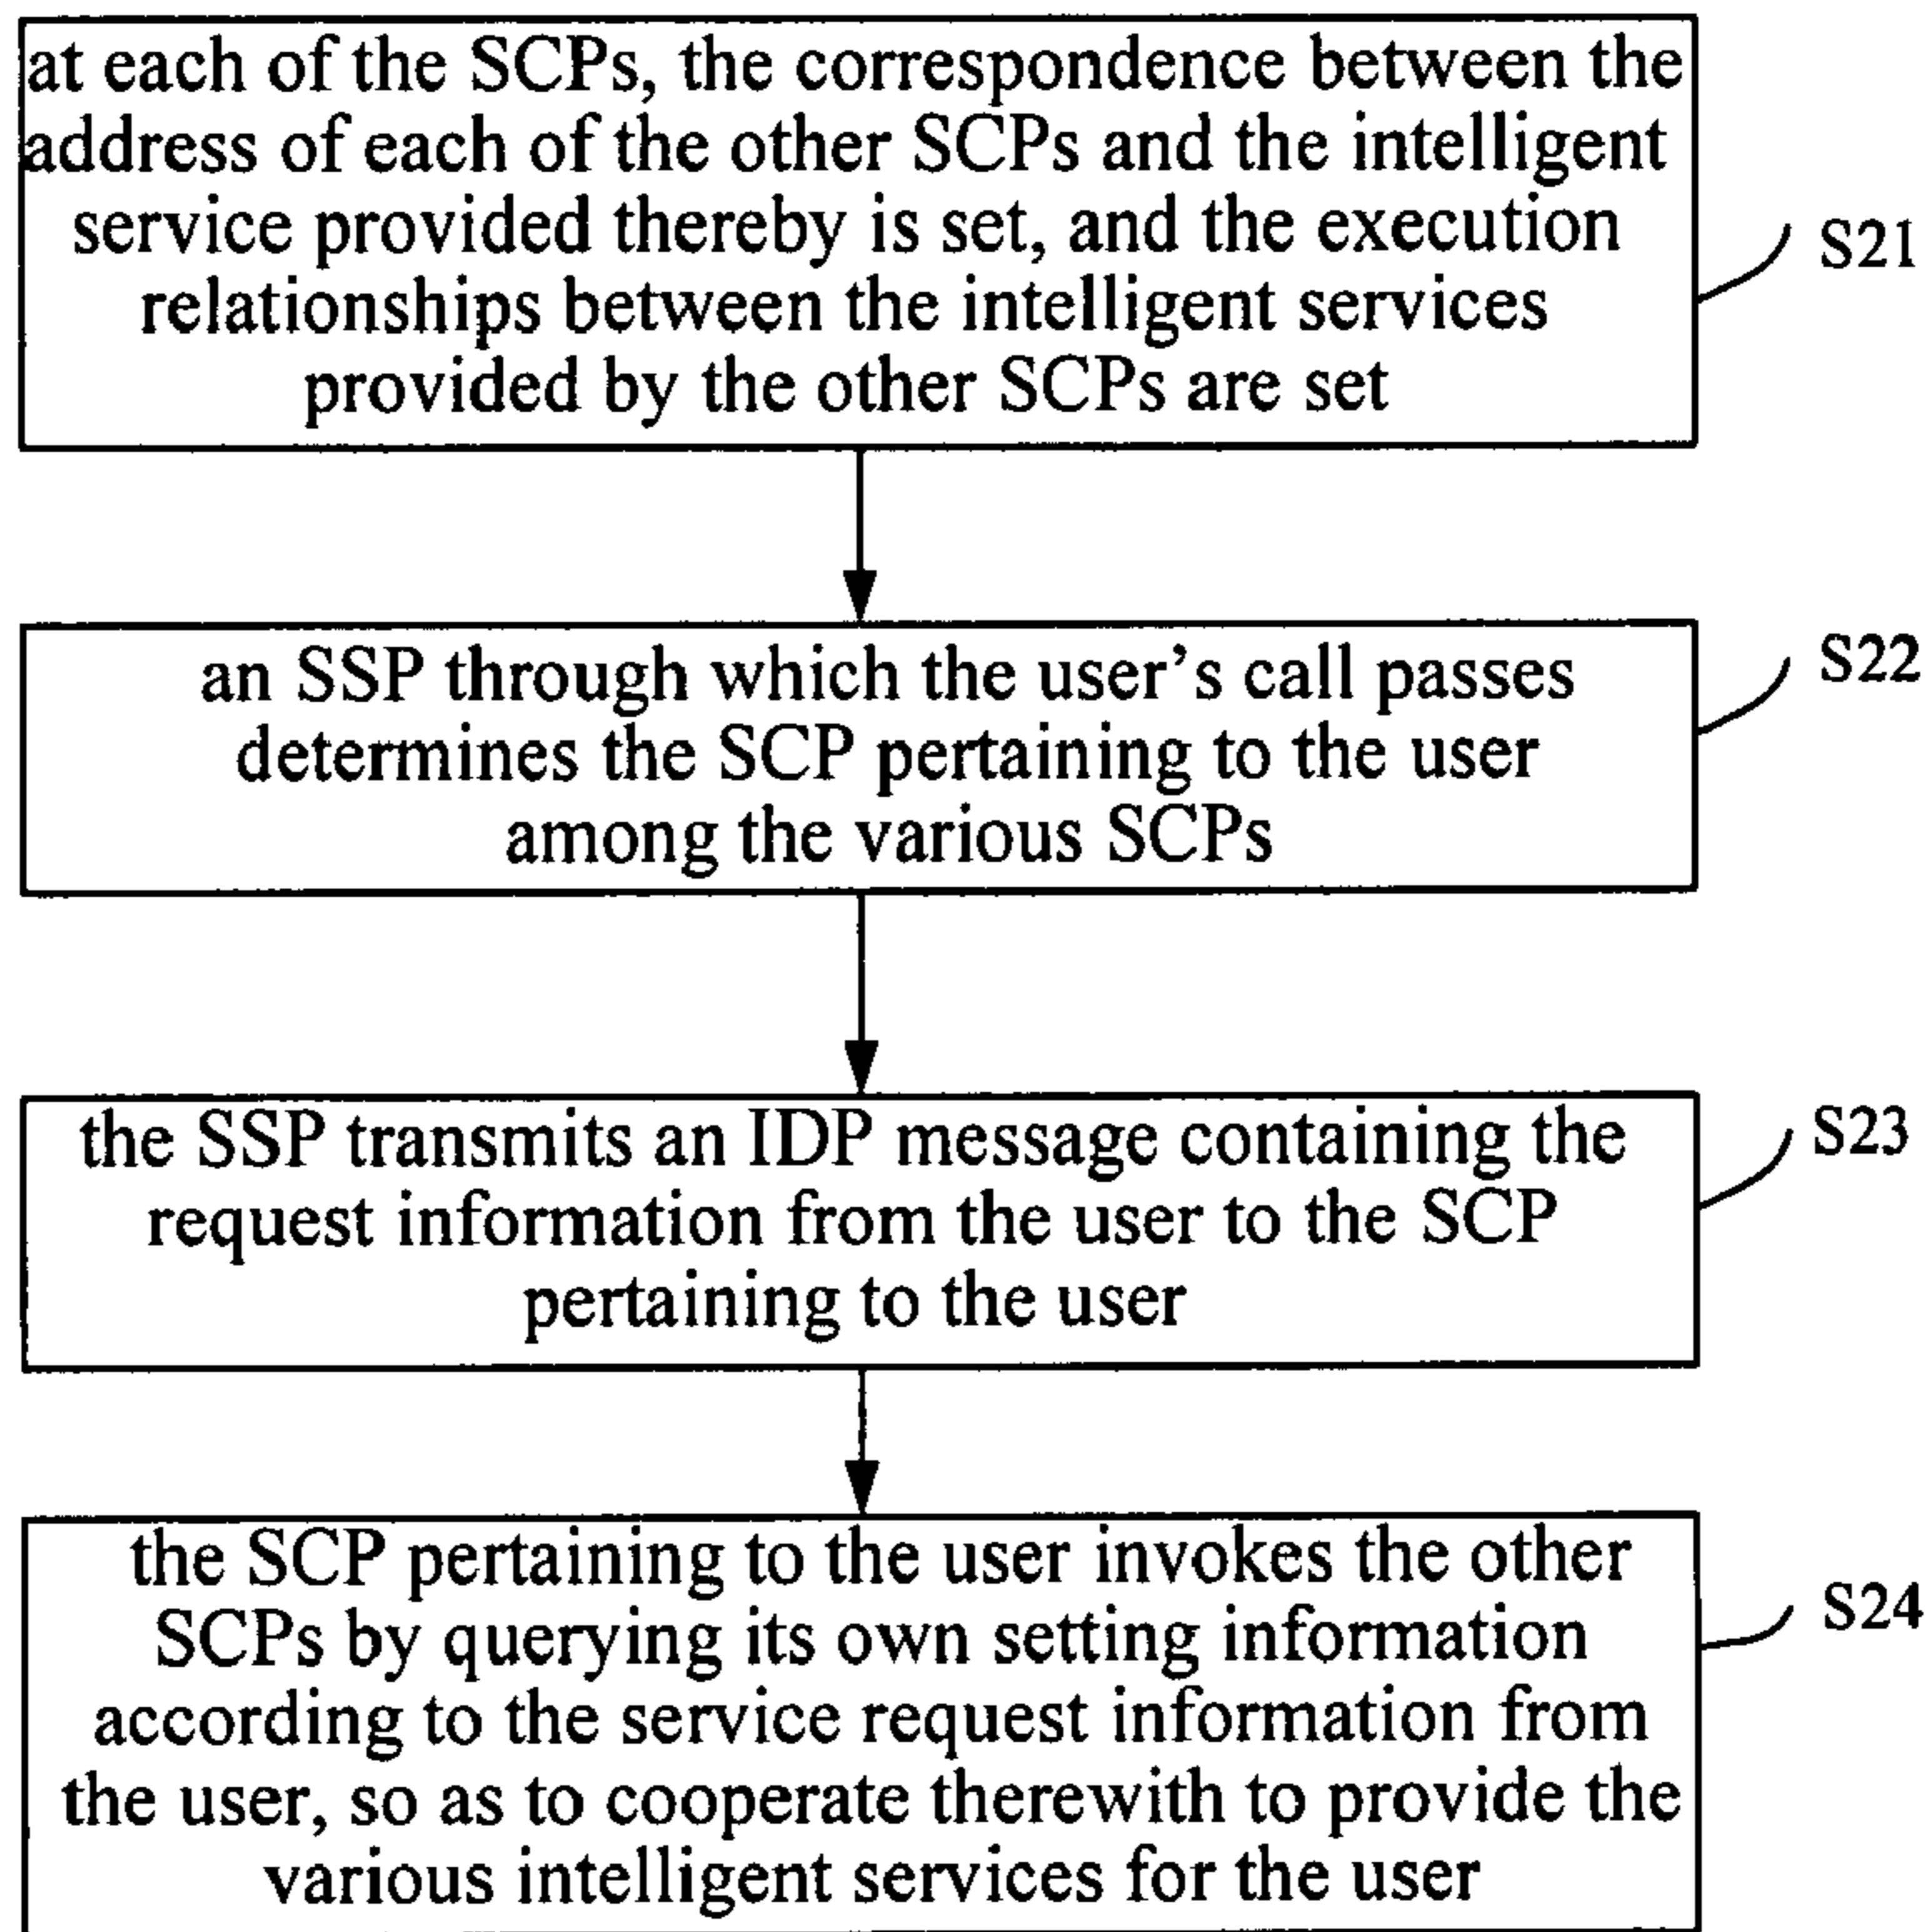 at each of the SCPs, the correspondence between the
address of each of the other SCPs and the intelligent
service provided thereby is set, and the execution
relationships between the intelligent services
provided by the other SCPs are set
S21
an SSP through which the user's call passes
determines the SCP pertaining to the user
among the various SCPs
S22
the SSP transmits an IDP message containing the
request information from the user to the SCP
pertaining to the user
S23
the SCP pertaining to the user invokes the other
SCPs by querying its own setting information
according to the service request information from
the user, so as to cooperate therewith to provide the
various intelligent services for the user
S24